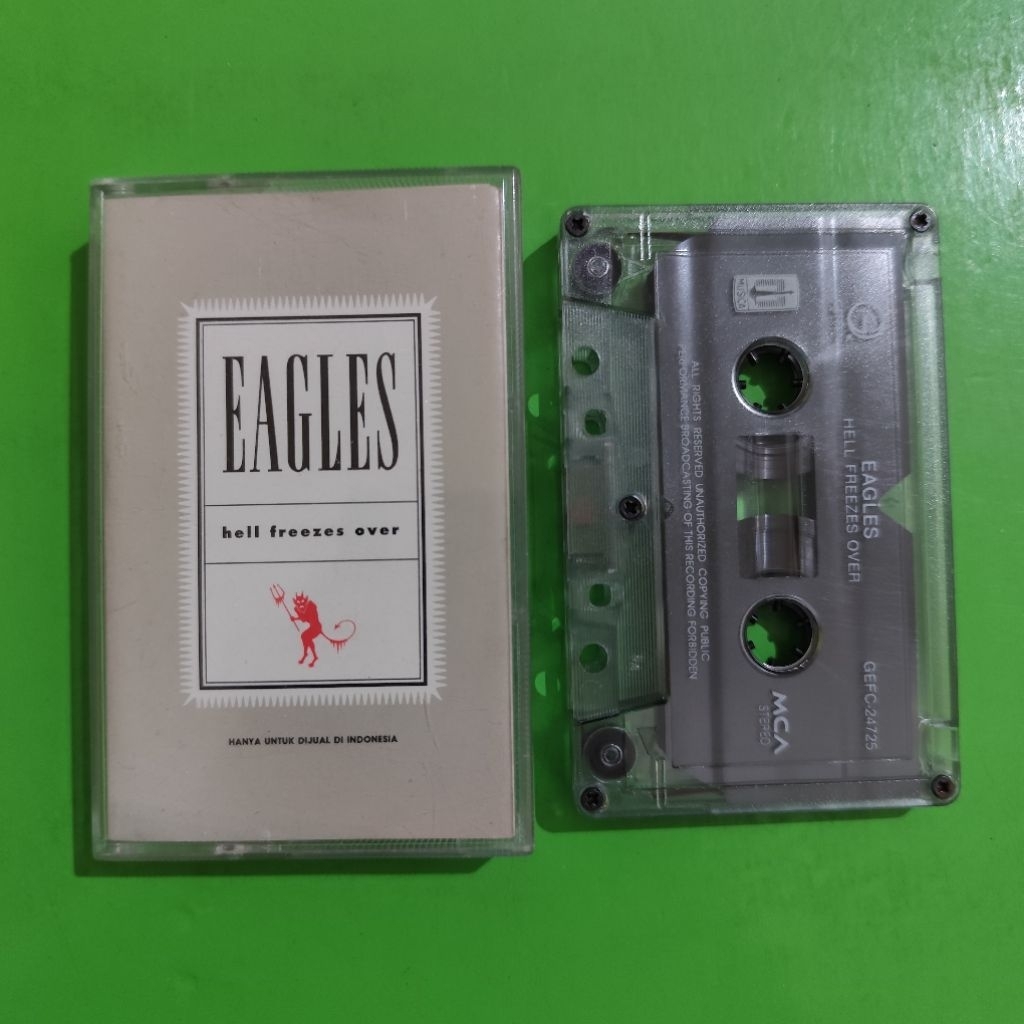 EAGLES
hell freezes over
HANYA UNTUK DIJUAL DI INDONESIA
EAGLES
HELL FREEZES OVER
GEFC-24725
MUSICA
MCA
STEREO
ALL RIGHTS RESERVED UNAUTHORIZED COPYING PUBLIC
PERFORMANCE BROADCASTING OF THIS RECORDING FORBIDDEN